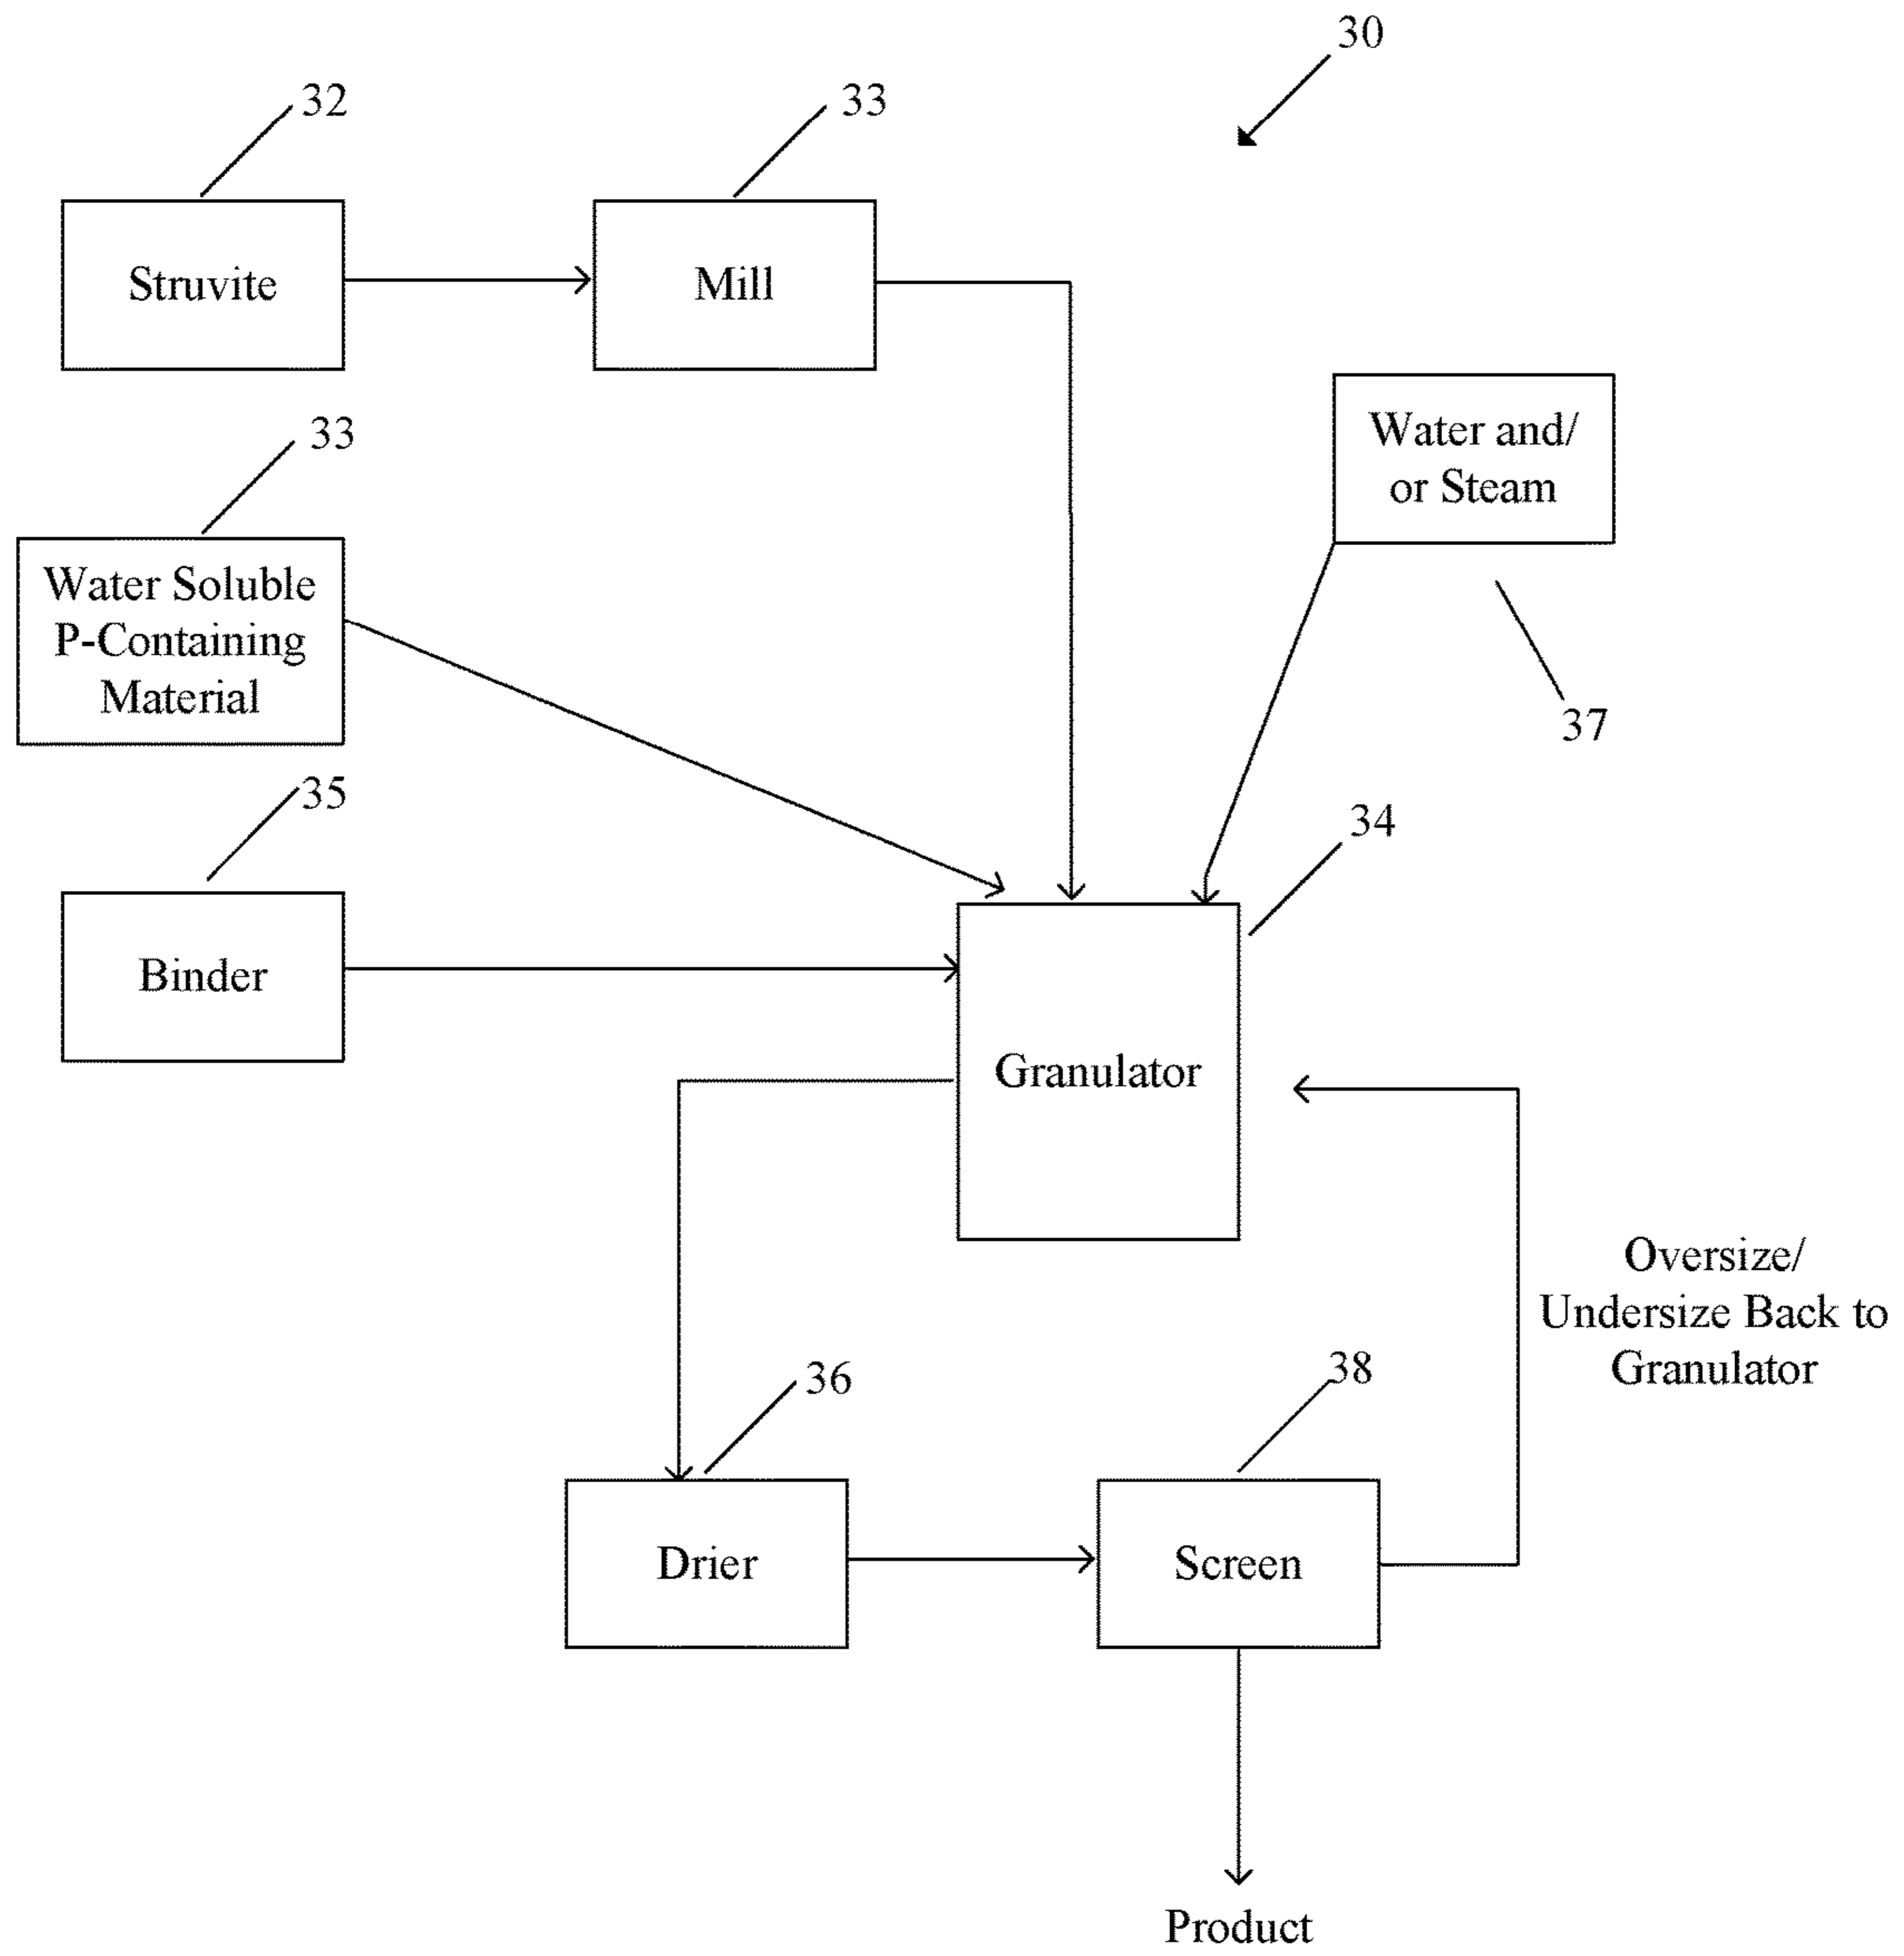 30
32
33
Struvite
Mill
33
Water and/
or Steam
Water Soluble
P-Containing
Material
37
35
34
Binder
Granulator
Oversize/
Undersize Back to
Granulator
36
38
Drier
Screen
Product